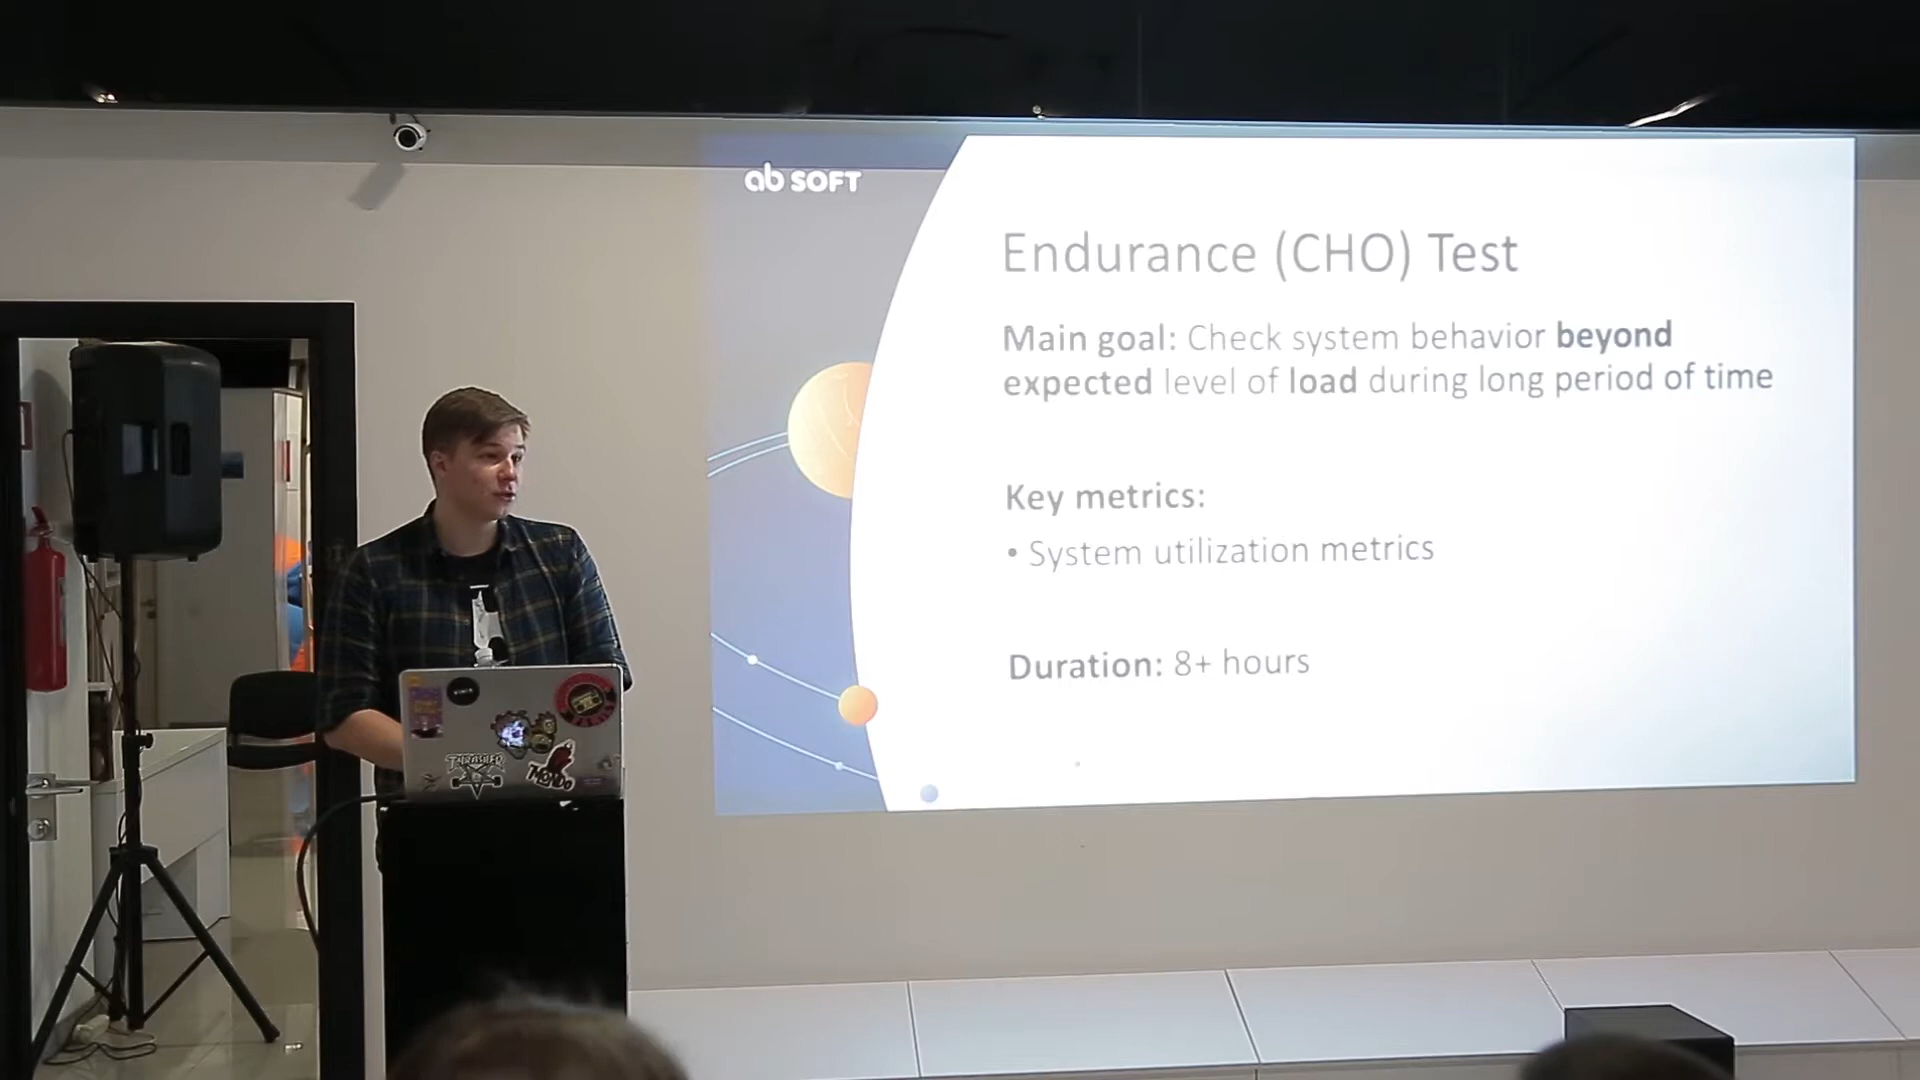 ab SOFT
Endurance (CHO) Test
Main goal: Check system behavior beyond
expected level of load during long period of time
Key metrics:
• System utilization metrics
Duration: 8+ hours
THRASHER